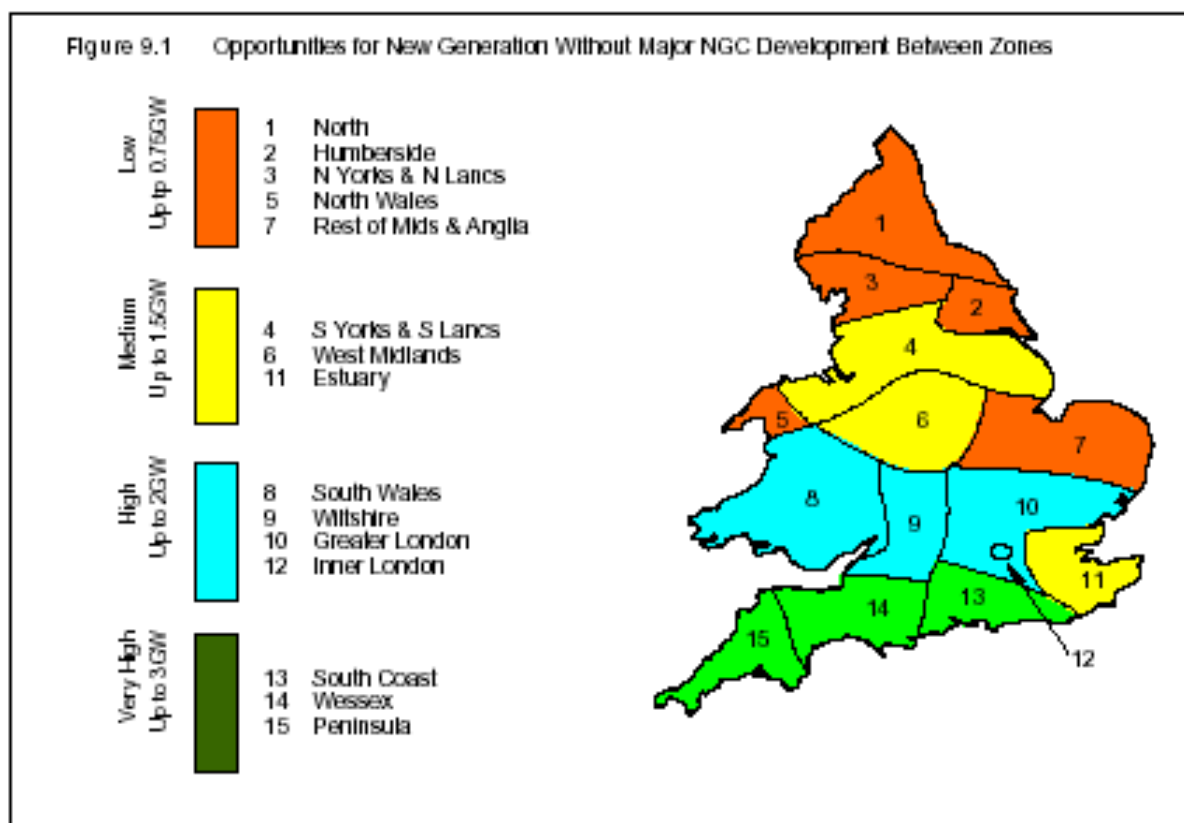 Figure 9.1 Opportunities for New Generation Without Major NGC Development Between Zones
Low
Up tp 0.75GW
1 North
2 Humberside
3 N Yorks & N Lancs
5 North Wales
7 Rest of Mids & Anglia
Medium
Up to 1.5GW
4 S Yorks & S Lancs
6 West Midlands
11 Estuary
High
Up to 2GW
8 South Wales
9 Wiltshire
10 Greater London
12 Inner London
Very High
Up to 3GW
13 South Coast
14 Wessex
15 Peninsula
1
3
2
4
5
6
7
8
9
10
11
14
13
15
12